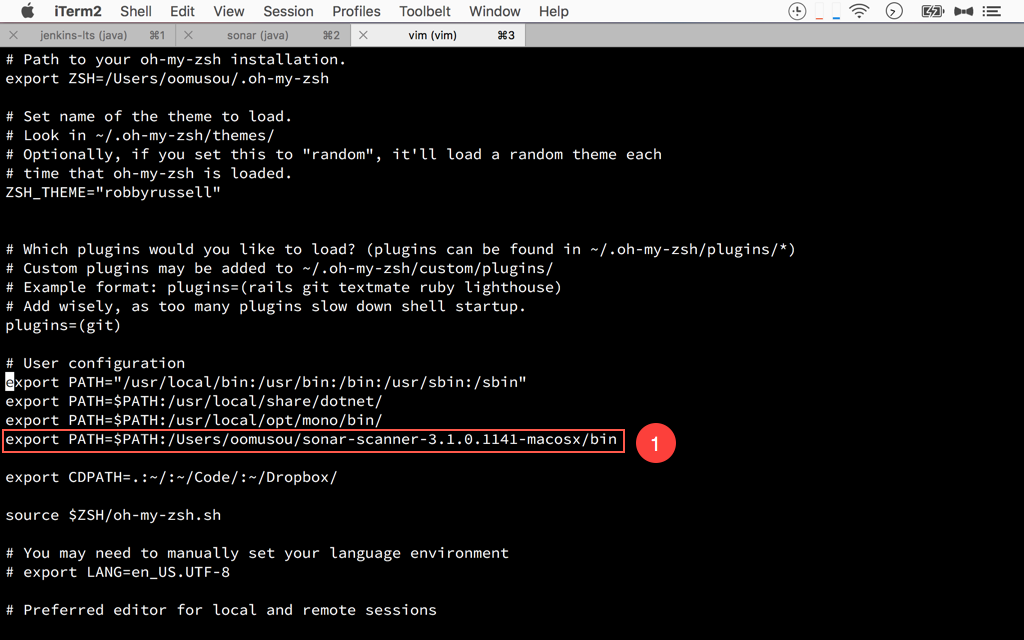 iTerm2 Shell Edit View Session Profiles Toolbelt Window Help
jenkins-lts (java) ⌘1 sonar (java) ⌘2 vim (vim) ⌘3
# Path to your oh-my-zsh installation.
export ZSH=/Users/oomusou/.oh-my-zsh
# Set name of the theme to load.
# Look in ~/.oh-my-zsh/themes/
# Optionally, if you set this to "random", it'll load a random theme each
# time that oh-my-zsh is loaded.
ZSH_THEME="robbyrussell"
# Which plugins would you like to load? (plugins can be found in ~/.oh-my-zsh/plugins/*)
# Custom plugins may be added to ~/.oh-my-zsh/custom/plugins/
# Example format: plugins=(rails git textmate ruby lighthouse)
# Add wisely, as too many plugins slow down shell startup.
plugins=(git)
# User configuration
export PATH="/usr/local/bin:/usr/bin:/bin:/usr/sbin:/sbin"
export PATH=$PATH:/usr/local/share/dotnet/
export PATH=$PATH:/usr/local/opt/mono/bin/
export PATH=$PATH:/Users/oomusou/sonar-scanner-3.1.0.1141-macosx/bin
1
export CDPATH=.:~/:~/Code/:~/Dropbox/
source $ZSH/oh-my-zsh.sh
# You may need to manually set your language environment
# export LANG=en_US.UTF-8
# Preferred editor for local and remote sessions